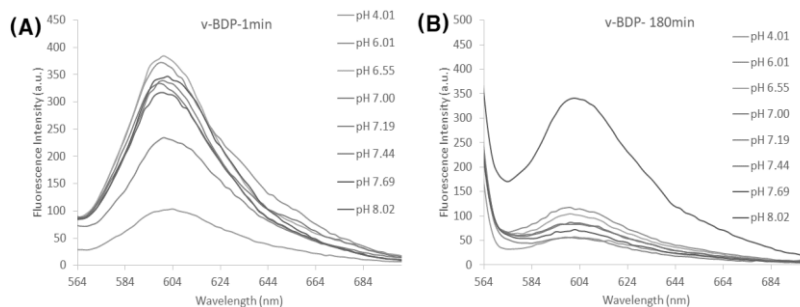 (A)
v-BDP-1min
Fluorescence Intensity (a.u.)
450
400
350
300
250
200
150
100
50
0
564 584 604 624 644 664 684
Wavelength (nm)
pH 4.01
pH 6.01
pH 6.55
pH 7.00
pH 7.19
pH 7.44
pH 7.69
pH 8.02
(B)
v-BDP- 180min
Fluorescence Intensity (a.u.)
500
450
400
350
300
250
200
150
100
50
0
564 584 604 624 644 664 684
Wavelength (nm)
pH 4.01
pH 6.01
pH 6.55
pH 7.00
pH 7.19
pH 7.44
pH 7.69
pH 8.02